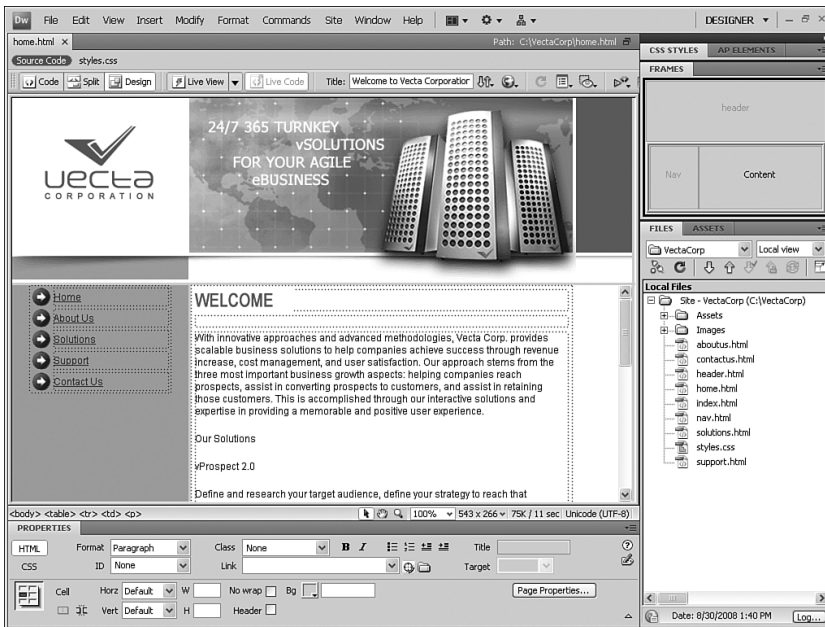 Dw File Edit View Insert Modify Format Commands Site Window Help DESIGNER
home.html × Path: C:\VectaCorp\home.html
Source Code styles.css
Code Split Design Live View Live Code Title: Welcome to Vecta Corporation
24/7 365 TURNKEY
vSOLUTIONS
FOR YOUR AGILE
eBUSINESS
vecta
CORPORATION
Home
About Us
Solutions
Support
Contact Us
WELCOME
With innovative approaches and advanced methodologies, Vecta Corp. provides
scalable business solutions to help companies achieve success through revenue
increase, cost management, and user satisfaction. Our approach stems from the
three most important business growth aspects: helping companies reach
prospects, assist in converting prospects to customers, and assist in retaining
those customers. This is accomplished through our interactive solutions and
expertise in providing a memorable and positive user experience.
Our Solutions
vProspect 2.0
Define and research your target audience, define your strategy to reach that
<body> <table> <tr> <td> <p> 100% 543 x 266 75K / 11 sec Unicode (UTF-8)
PROPERTIES
HTML Format Paragraph Class None B I Title
CSS ID None Link Target
Cell Horz Default W No wrap Bg Page Properties...
Vert Default H Header
CSS STYLES AP ELEMENTS
FRAMES
header
Nav Content
FILES ASSETS
VectaCorp Local view
Local Files
Site - VectaCorp (C:\VectaCorp)
Assets
Images
aboutus.html
contactus.html
header.html
home.html
index.html
nav.html
solutions.html
styles.css
support.html
Date: 8/30/2008 1:40 PM Log...